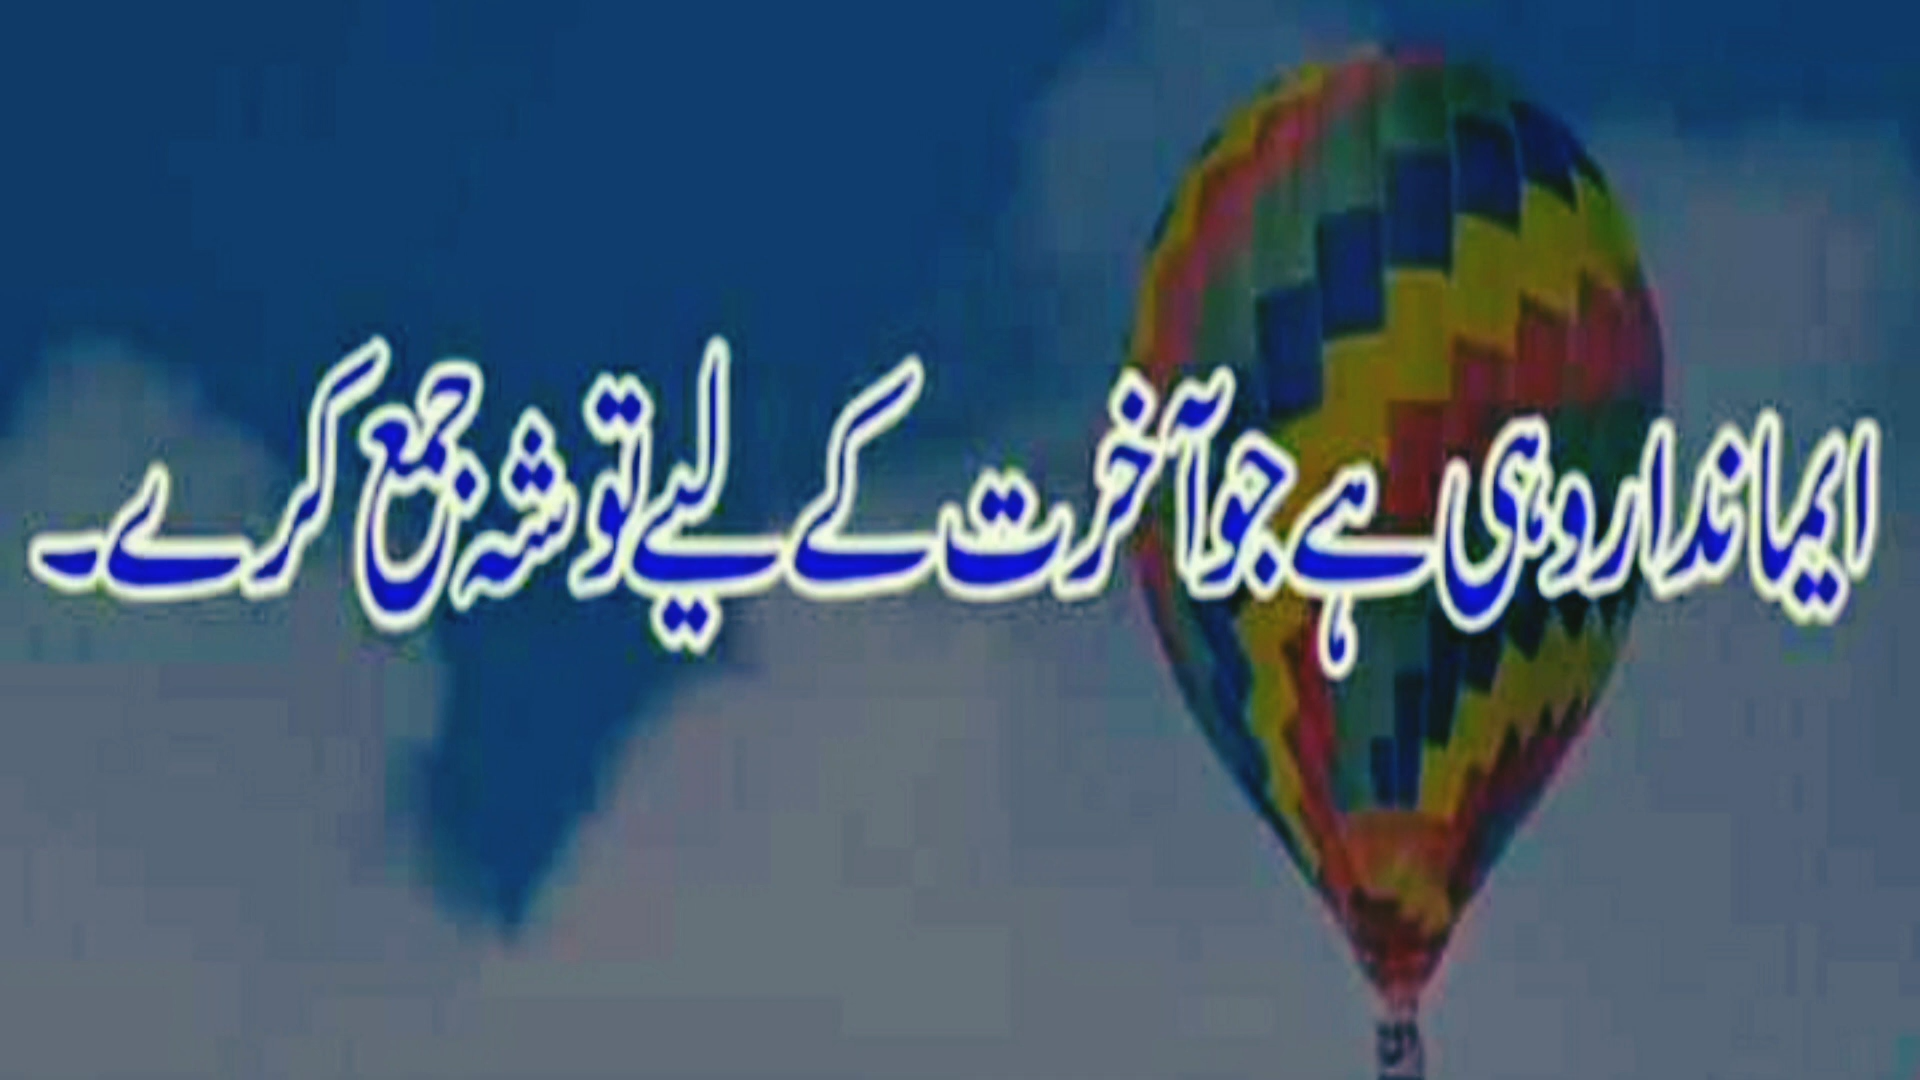 ایماندار وہی ہے جو آخرت کے لیے توشہ جمع کرے۔